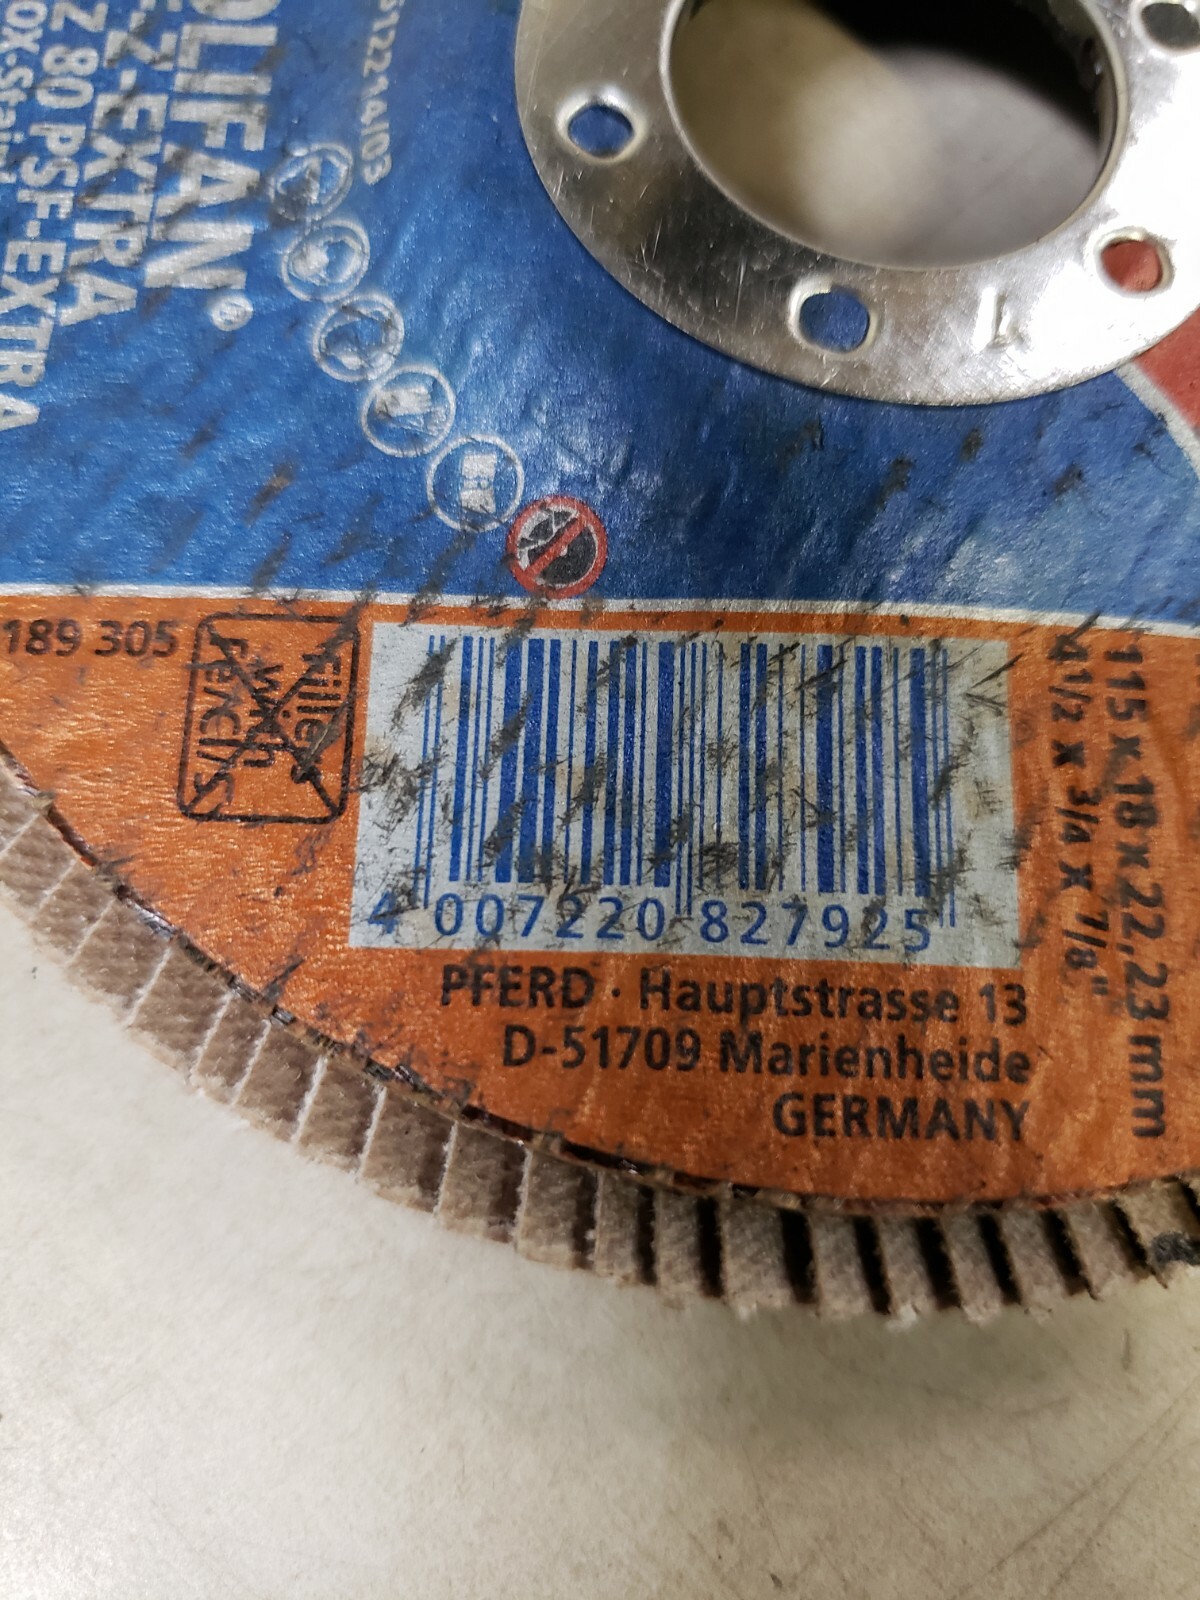 OLIFAN®
Z-EXTRA
Z 80 PSF-EXTRA
189 305
4 007220 827925
PFERD · Hauptstrasse 13
D-51709 Marienheide
GERMANY
115 x 18 x 22,23 mm
4 1/2 x 3/4 x 7/8"